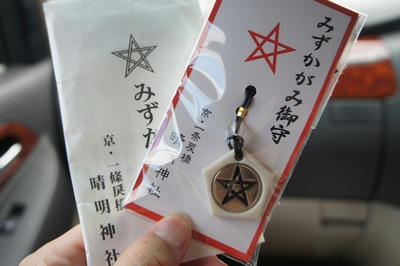 みずか
京・一條戻橋
晴明神社
みずかがみ御守
京・一条戻橋
晴明神社